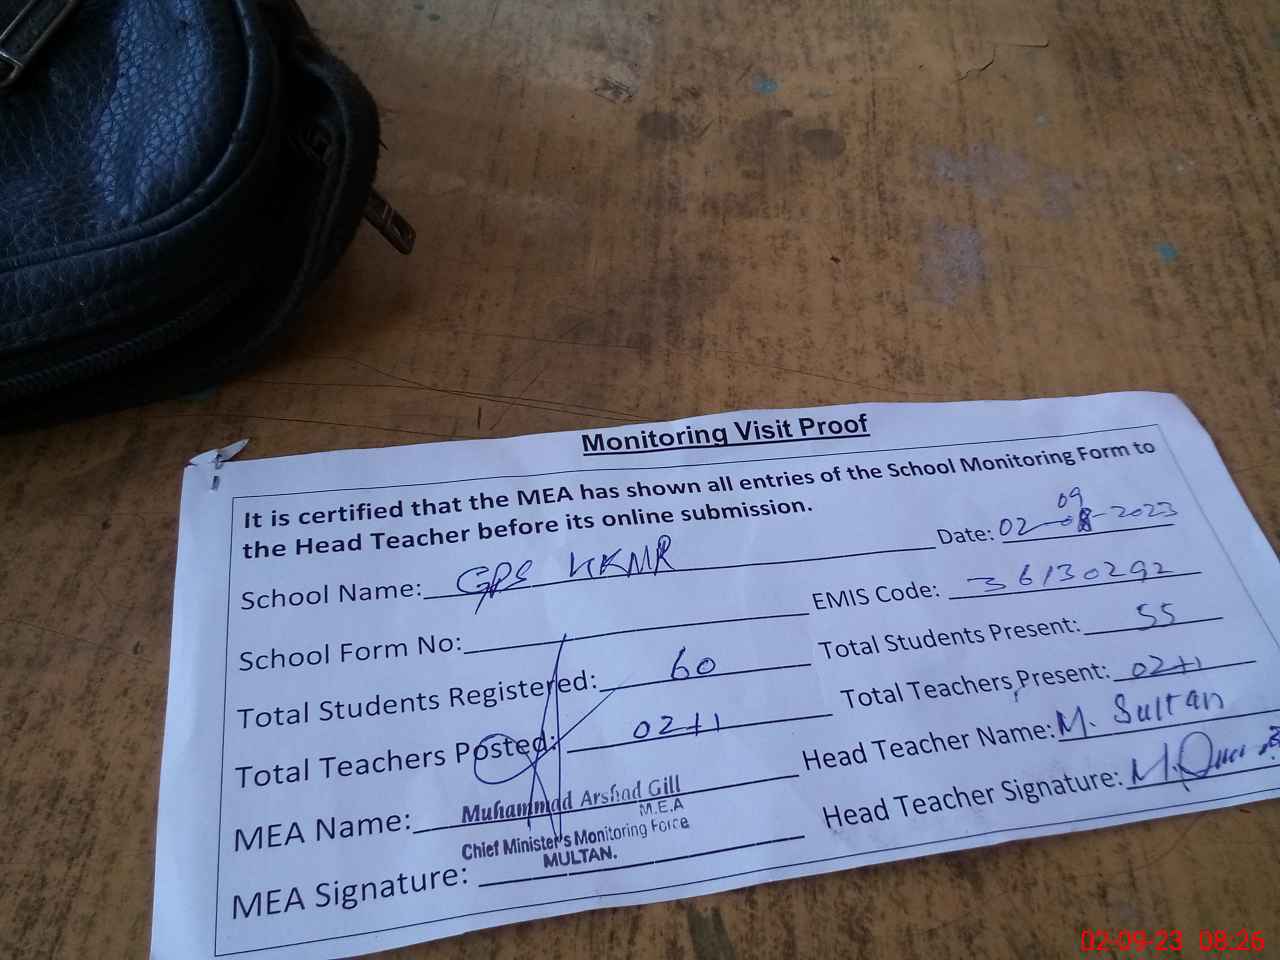 Monitoring Visit Proof
It is certified that the MEA has shown all entries of the School Monitoring Form to
the Head Teacher before its online submission.
School Name: GPS KKMR Date: 02-09-2023
School Form No: EMIS Code: 36130292
Total Students Registered: 60 Total Students Present: 55
Total Teachers Posted: 02+1 Total Teachers Present: 02+1
MEA Name: Muhammad Arshad Gill Head Teacher Name: M. Sultan
M.E.A
Chief Minister's Monitoring Force
MULTAN.
MEA Signature: Head Teacher Signature:
02-09-23 08:26